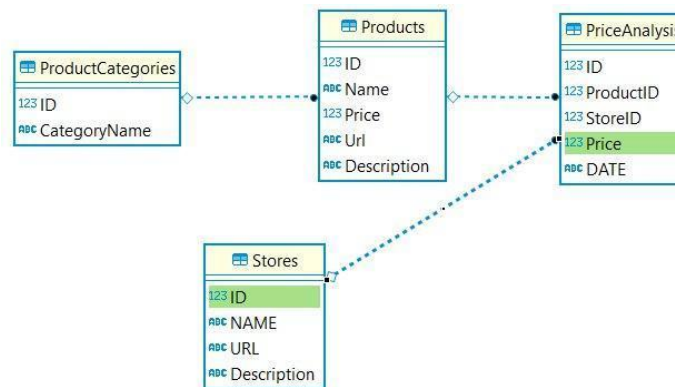 ProductCategories
123 ID
ABC CategoryName
Products
123 ID
ABC Name
123 Price
ABC Url
ABC Description
PriceAnalysis
123 ID
123 ProductID
123 StoreID
123 Price
ABC DATE
Stores
123 ID
ABC NAME
ABC URL
ABC Description